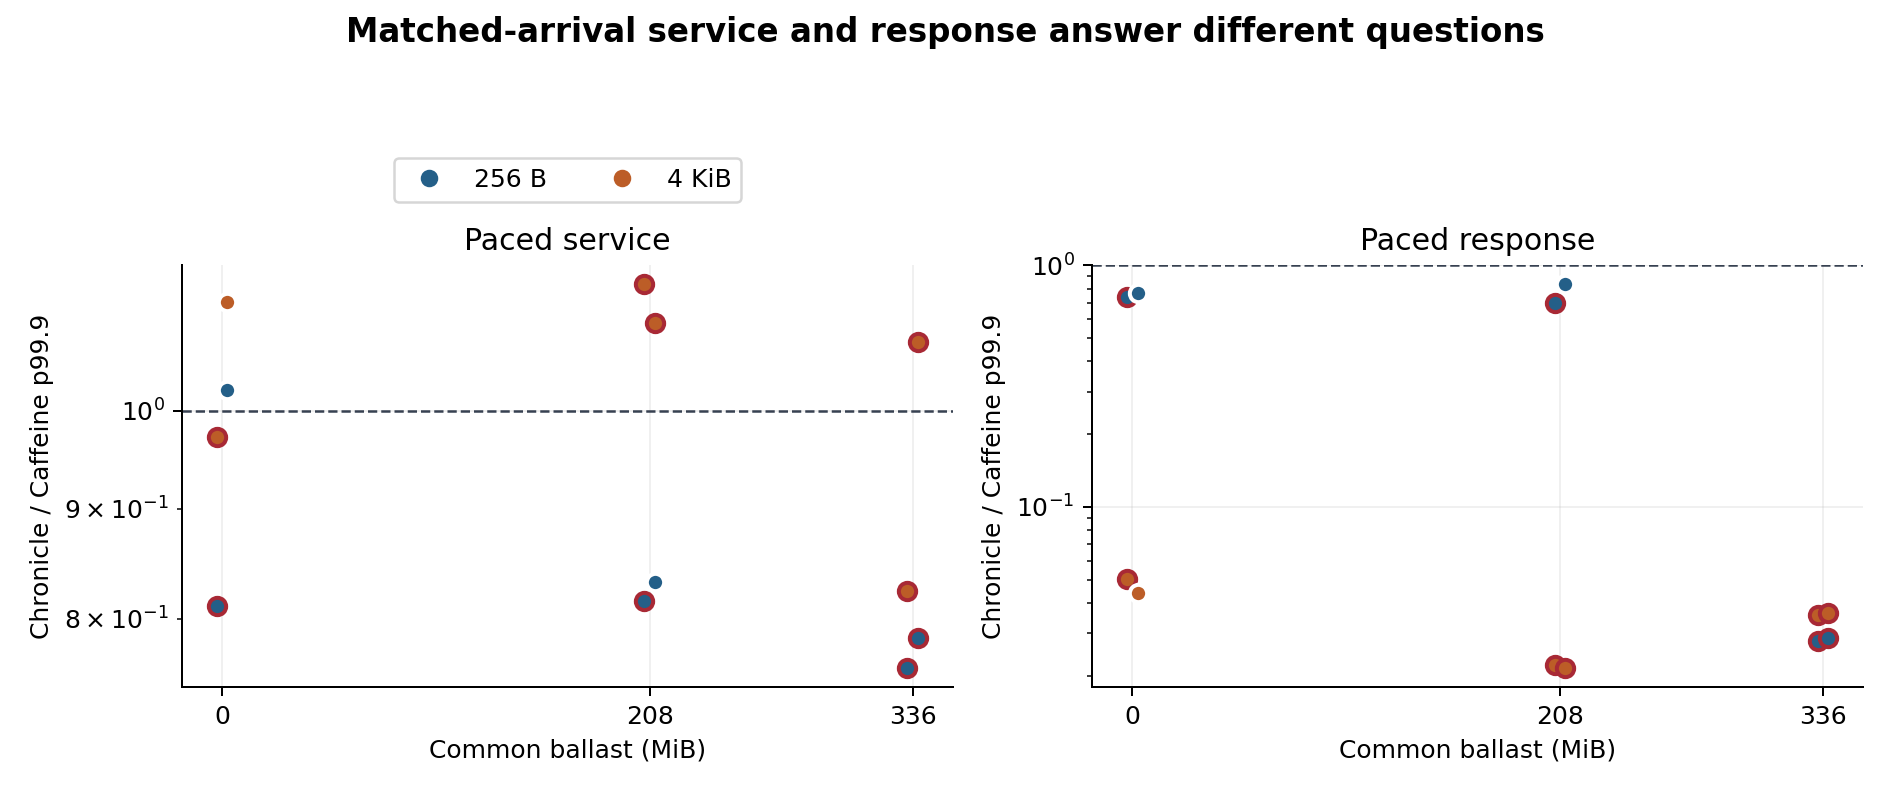 Matched-arrival service and response answer different questions
256 B
4 KiB
Paced service
Chronicle / Caffeine p99.9
10⁰
9 × 10⁻¹
8 × 10⁻¹
0
208
336
Common ballast (MiB)
Paced response
Chronicle / Caffeine p99.9
10⁰
10⁻¹
0
208
336
Common ballast (MiB)